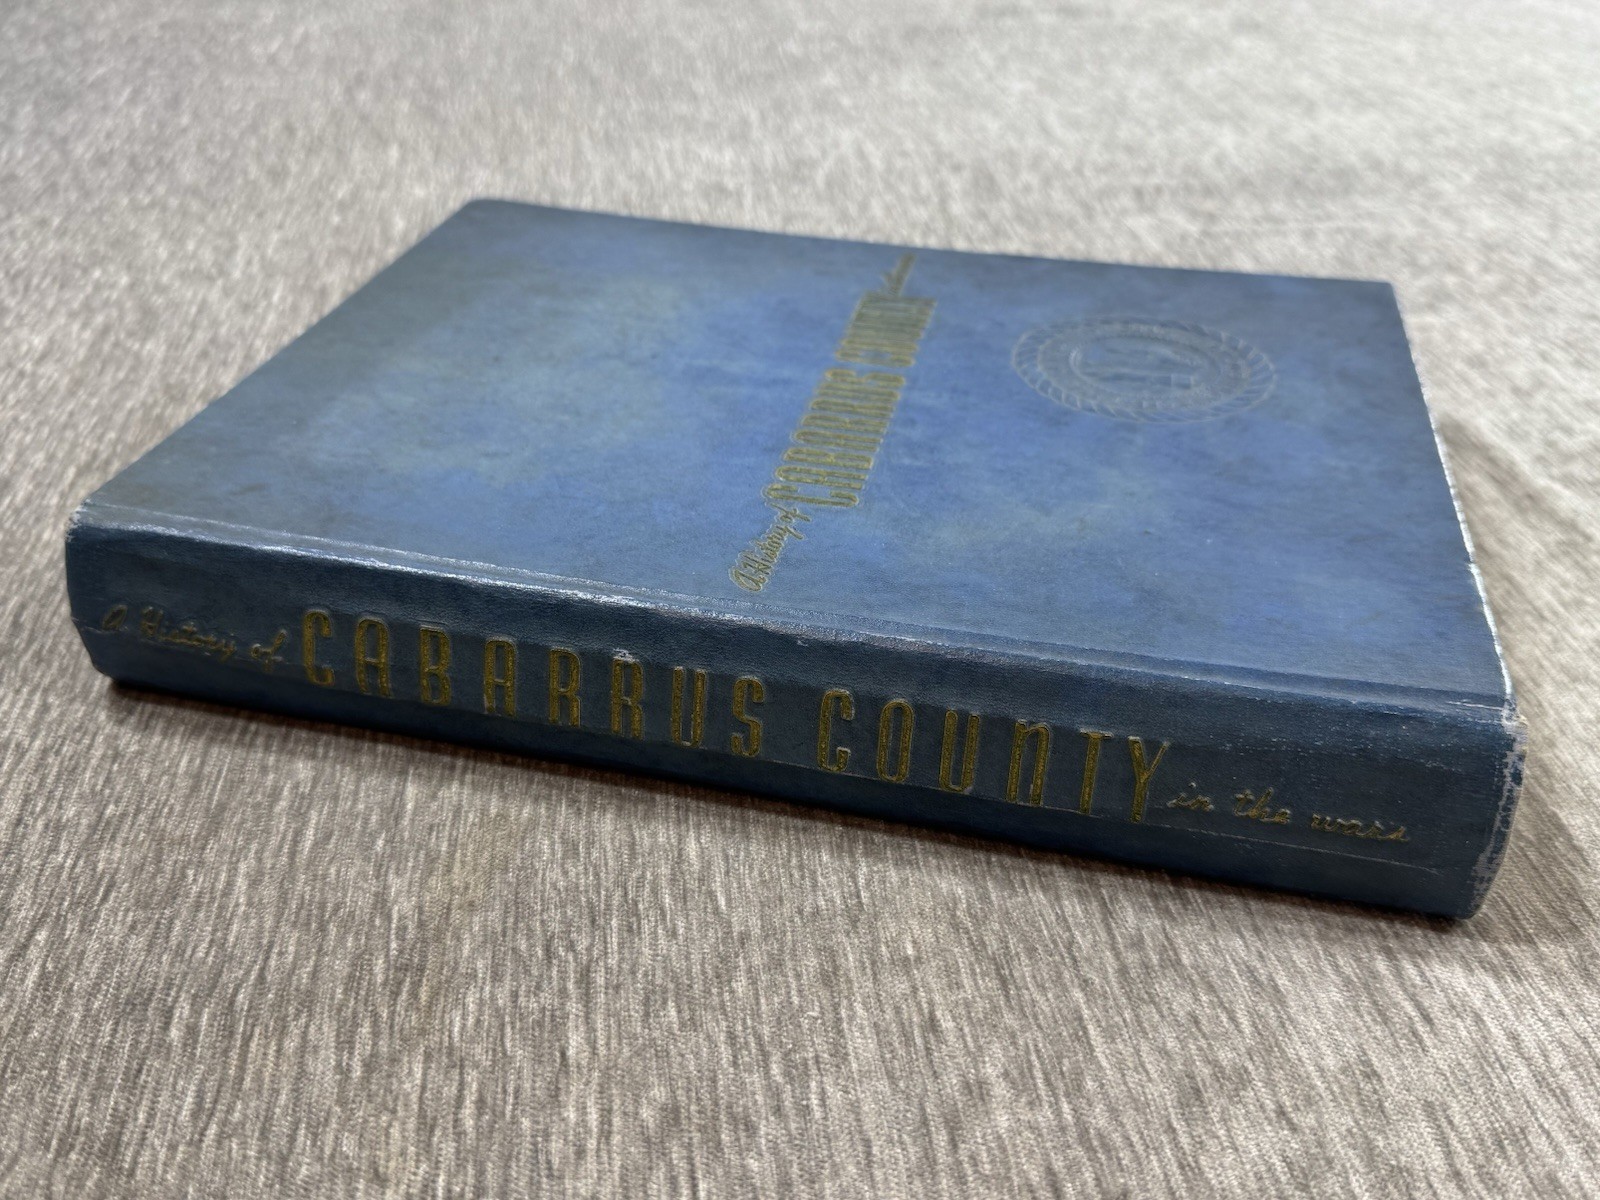 A History of CABARRUS COUNTY
A History of CABARRUS COUNTY in the wars